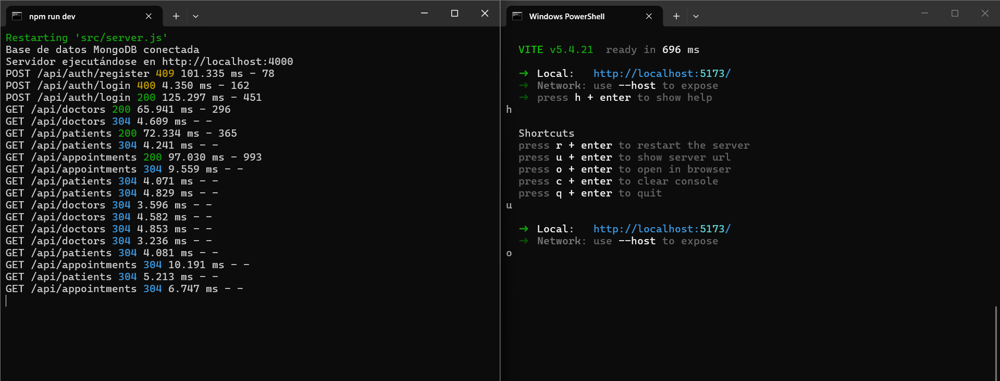 npm run dev
Restarting 'src/server.js'
Base de datos MongoDB conectada
Servidor ejecutándose en http://localhost:4000
POST /api/auth/register 409 101.335 ms - 78
POST /api/auth/login 400 4.350 ms - 162
POST /api/auth/login 200 125.297 ms - 451
GET /api/doctors 200 65.941 ms - 296
GET /api/doctors 304 4.609 ms - -
GET /api/patients 200 72.334 ms - 365
GET /api/patients 304 4.241 ms - -
GET /api/appointments 200 97.030 ms - 993
GET /api/appointments 304 9.559 ms - -
GET /api/patients 304 4.071 ms - -
GET /api/patients 304 4.829 ms - -
GET /api/doctors 304 3.596 ms - -
GET /api/doctors 304 4.582 ms - -
GET /api/doctors 304 4.853 ms - -
GET /api/doctors 304 3.236 ms - -
GET /api/patients 304 4.081 ms - -
GET /api/appointments 304 10.191 ms - -
GET /api/patients 304 5.213 ms - -
GET /api/appointments 304 6.747 ms - -
Windows PowerShell
VITE v5.4.21 ready in 696 ms
➜ Local: http://localhost:5173/
➜ Network: use --host to expose
➜ press h + enter to show help
h
Shortcuts
press r + enter to restart the server
press u + enter to show server url
press o + enter to open in browser
press c + enter to clear console
press q + enter to quit
u
➜ Local: http://localhost:5173/
➜ Network: use --host to expose
o